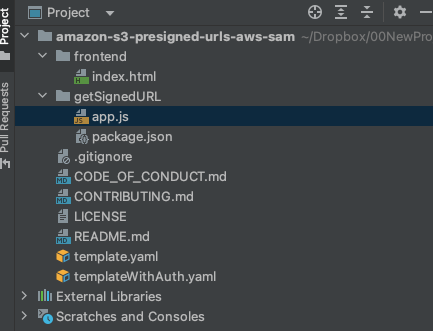 Project
Project
Pull Requests
amazon-s3-presigned-urls-aws-sam ~/Dropbox/00NewPro
frontend
index.html
getSignedURL
app.js
package.json
.gitignore
CODE_OF_CONDUCT.md
CONTRIBUTING.md
LICENSE
README.md
template.yaml
templateWithAuth.yaml
External Libraries
Scratches and Consoles